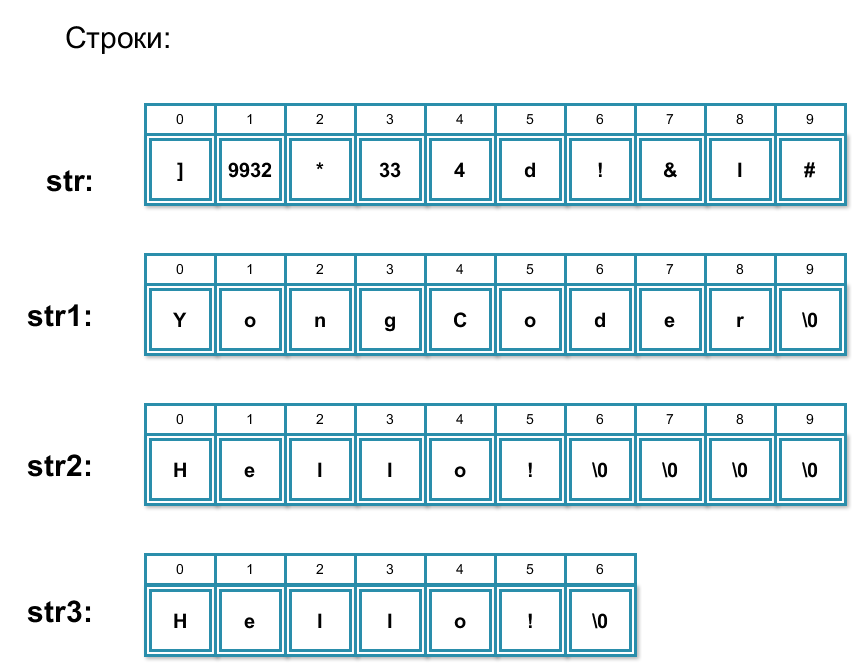 Строки:
0 1 2 3 4 5 6 7 8 9
str: ] 9932 * 33 4 d ! & l #
0 1 2 3 4 5 6 7 8 9
str1: Y o n g C o d e r \0
0 1 2 3 4 5 6 7 8 9
str2: H e l l o ! \0 \0 \0 \0
0 1 2 3 4 5 6
str3: H e l l o ! \0